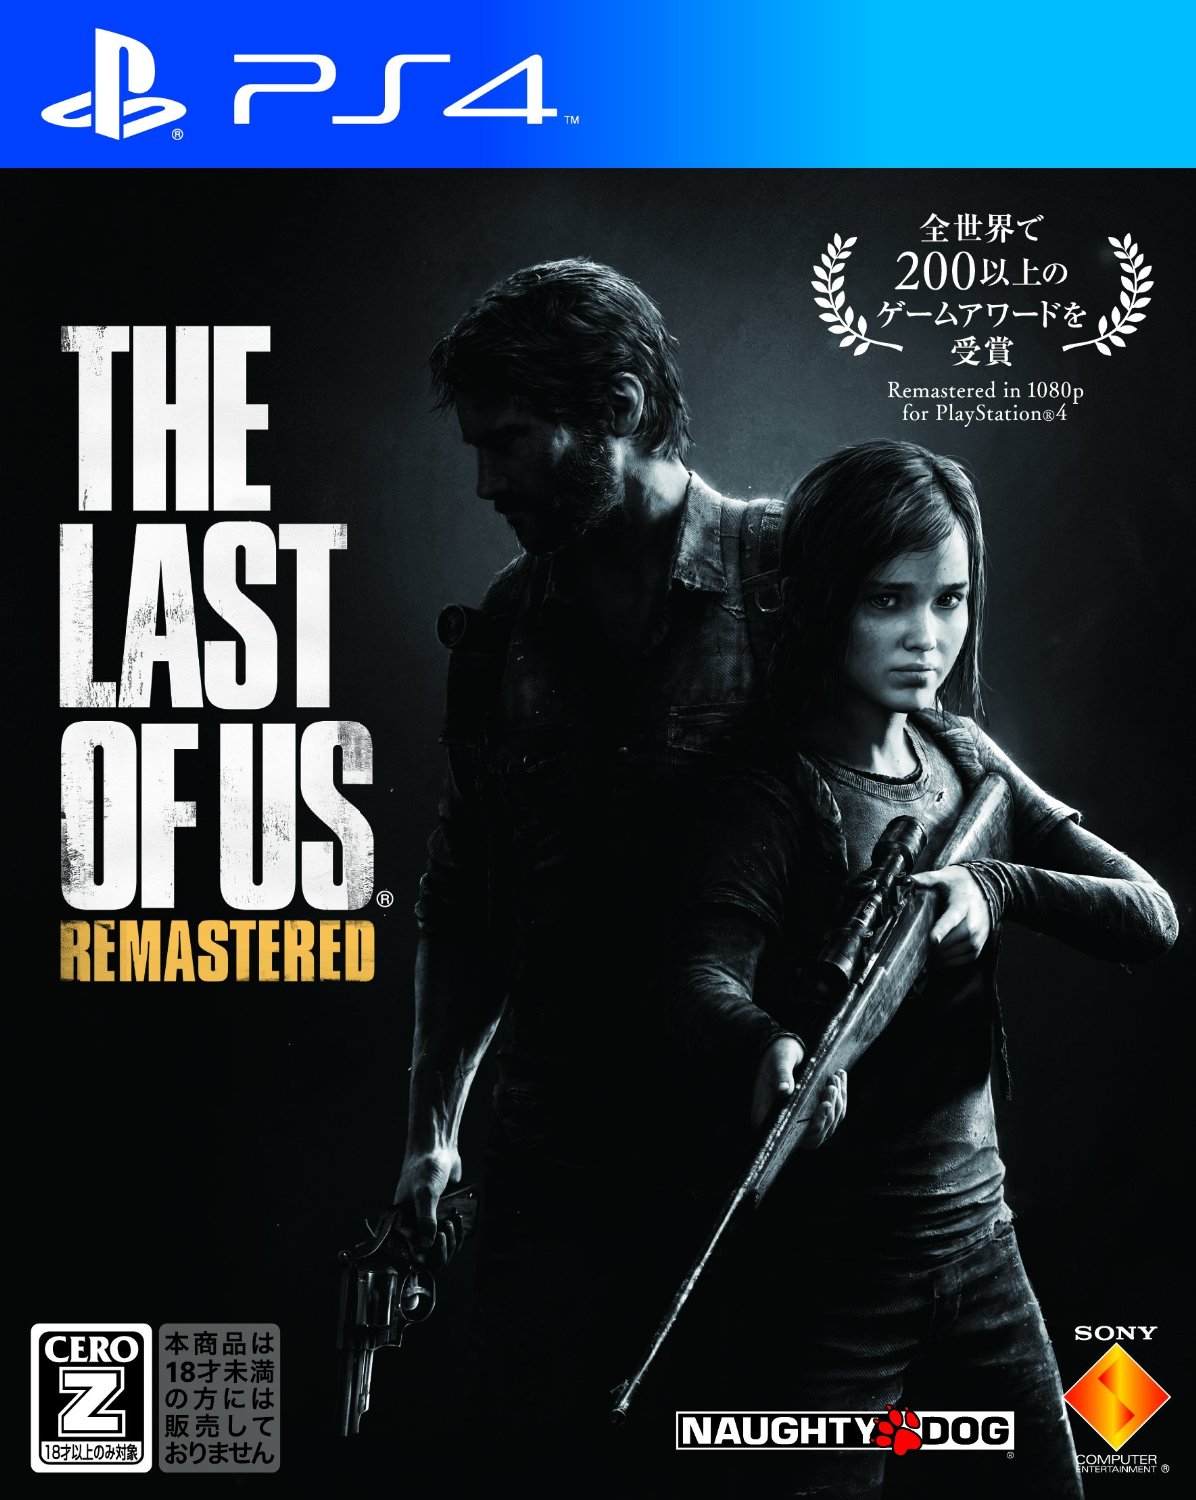 PS4™
全世界で
200以上の
ゲームアワードを
受賞
Remastered in 1080p
for PlayStation®4
THE
LAST
OF US®
REMASTERED
CERO
Z
18才以上のみ対象
本商品は
18才未満
の方には
販売して
おりません
NAUGHTY DOG®
SONY
COMPUTER
ENTERTAINMENT®